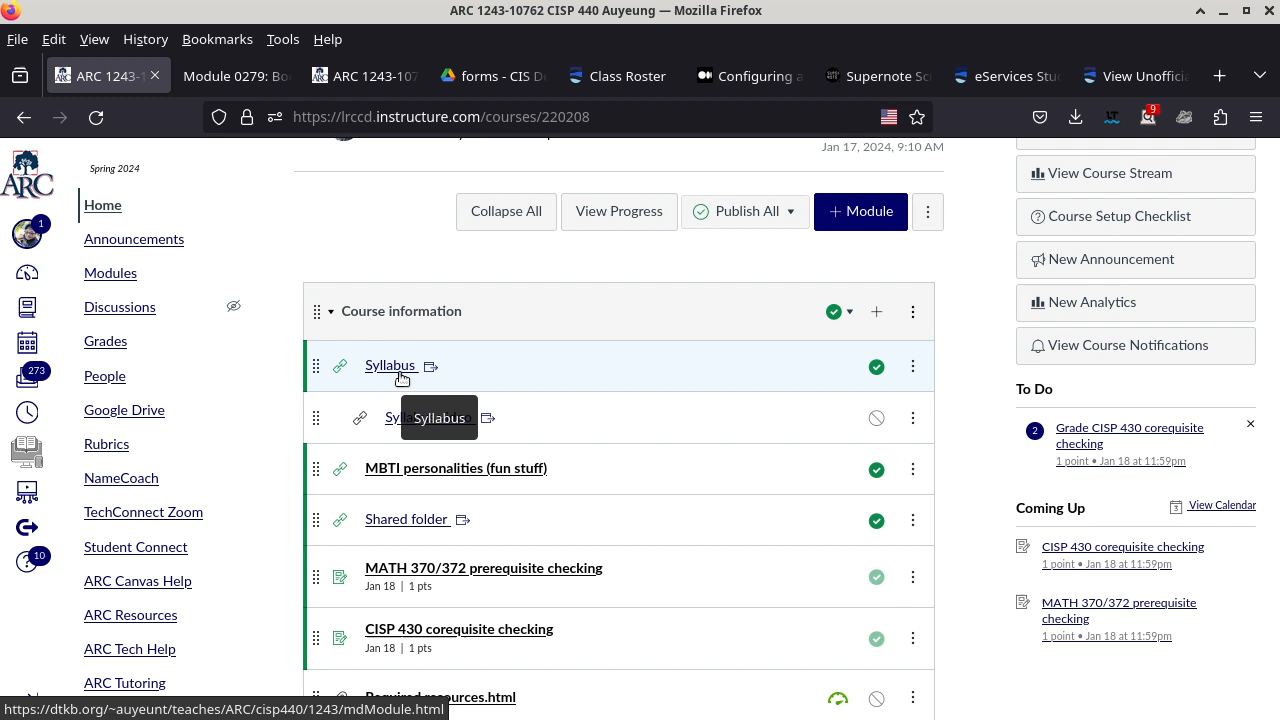 ARC 1243-10762 CISP 440 Auyeung — Mozilla Firefox
File Edit View History Bookmarks Tools Help
ARC 1243-1 Module 0279: Bo ARC 1243-107 forms - CIS D Class Roster Configuring a Supernote Sc eServices Stu View Unoffici
https://lrccd.instructure.com/courses/220208
9
Jan 17, 2024, 9:10 AM
ARC
Spring 2024
1
273
10
Home
Announcements
Modules
Discussions
Grades
People
Google Drive
Rubrics
NameCoach
TechConnect Zoom
Student Connect
ARC Canvas Help
ARC Resources
ARC Tech Help
ARC Tutoring
Collapse All View Progress Publish All + Module
Course information
Syllabus
Syllabus
MBTI personalities (fun stuff)
Shared folder
MATH 370/372 prerequisite checking
Jan 18 | 1 pts
CISP 430 corequisite checking
Jan 18 | 1 pts
Required resources.html
View Course Stream
Course Setup Checklist
New Announcement
New Analytics
View Course Notifications
To Do
2
Grade CISP 430 corequisite
checking
1 point • Jan 18 at 11:59pm
Coming Up
View Calendar
CISP 430 corequisite checking
1 point • Jan 18 at 11:59pm
MATH 370/372 prerequisite
checking
1 point • Jan 18 at 11:59pm
https://dtkb.org/~auyeunt/teaches/ARC/cisp440/1243/mdModule.html